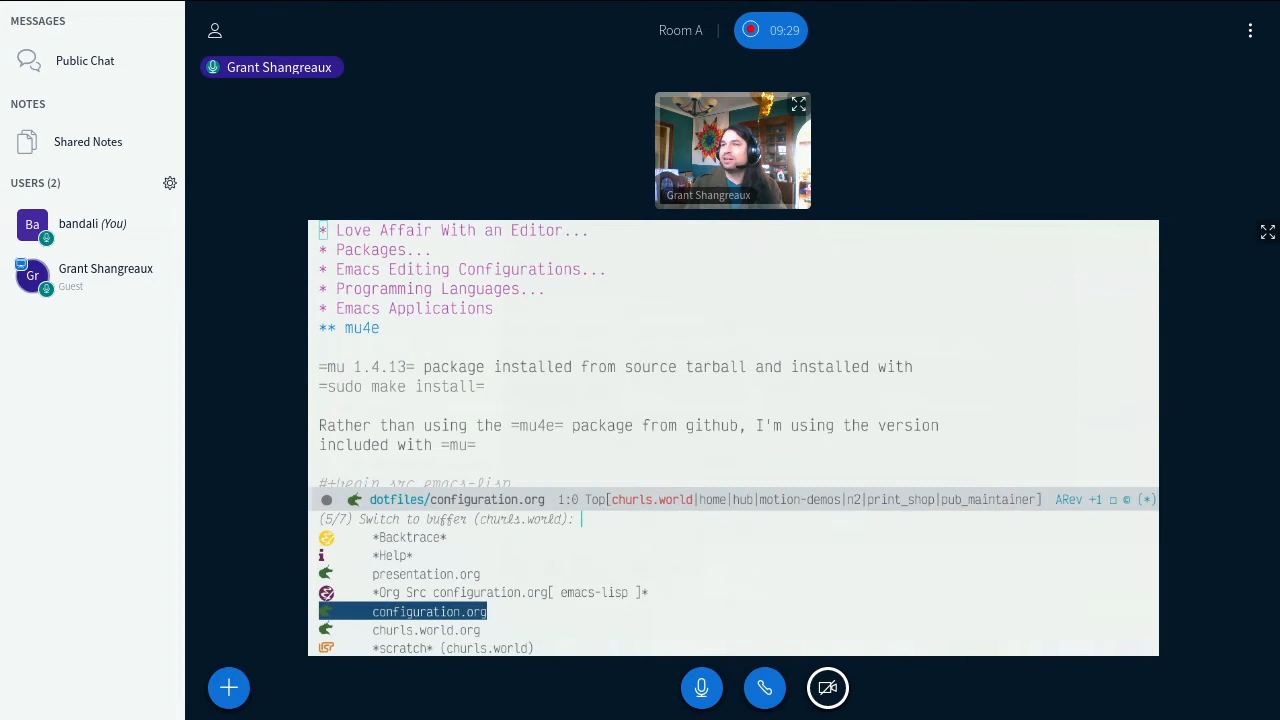 MESSAGES
Public Chat
NOTES
Shared Notes
USERS (2)
Ba
bandali (You)
Gr
Grant Shangreaux
Guest
Room A
09:29
Grant Shangreaux
Grant Shangreaux
* Love Affair With an Editor...
* Packages...
* Emacs Editing Configurations...
* Programming Languages...
* Emacs Applications
** mu4e
=mu 1.4.13= package installed from source tarball and installed with
=sudo make install=
Rather than using the =mu4e= package from github, I'm using the version
included with =mu=
#+begin_src emacs-lisp
dotfiles/configuration.org 1:0 Top[churls.world|home|hub|motion-demos|n2|print_shop|pub_maintainer] ARev +1 □ © (*)
(5/7) Switch to buffer (churls.world):
*Backtrace*
*Help*
presentation.org
*Org Src configuration.org[ emacs-lisp ]*
configuration.org
churls.world.org
*scratch* (churls.world)